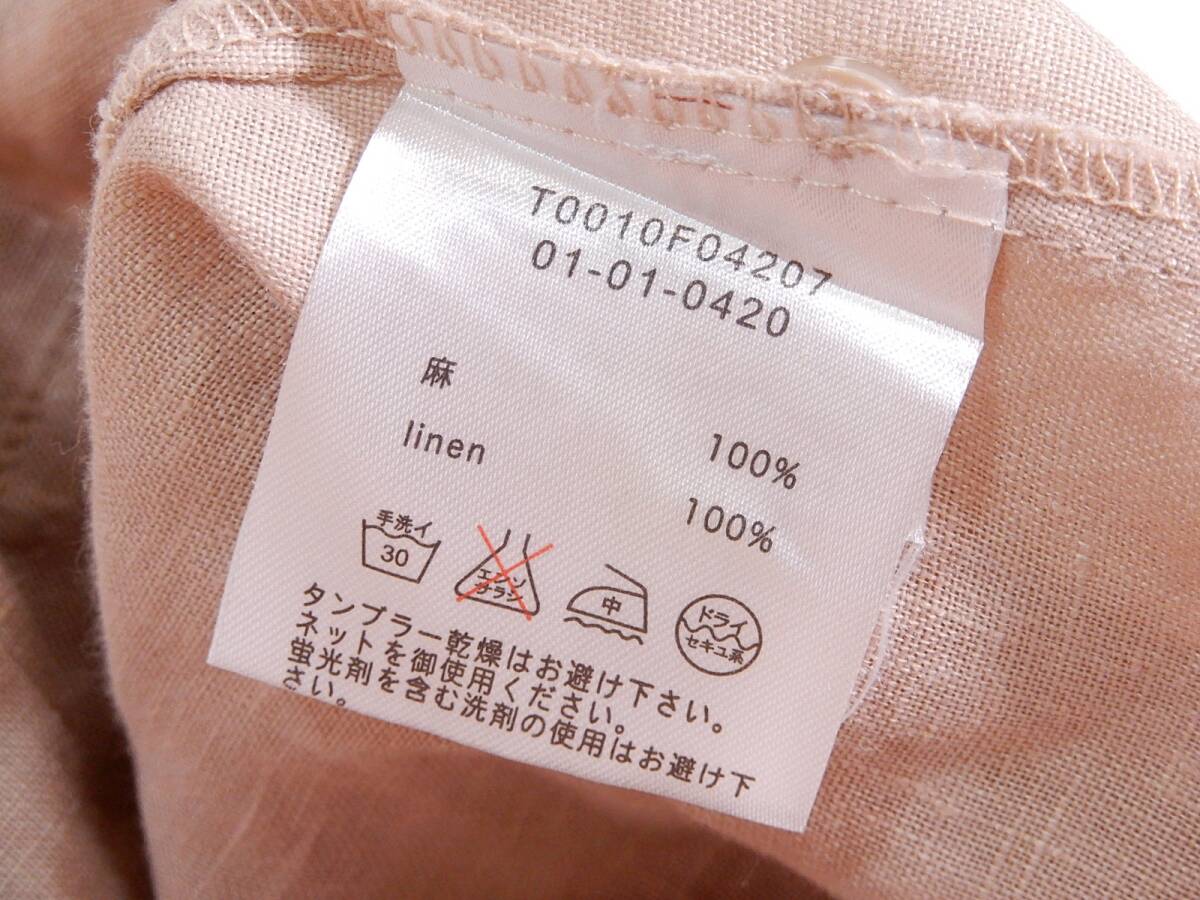 T0010F04207
01-01-0420
麻 100%
linen 100%
手洗イ
30
エンソ
サラシ
中
ドライ
セキユ系
タンブラー乾燥はお避け下さい。
ネットを御使用ください。
蛍光剤を含む洗剤の使用はお避け下
さい。